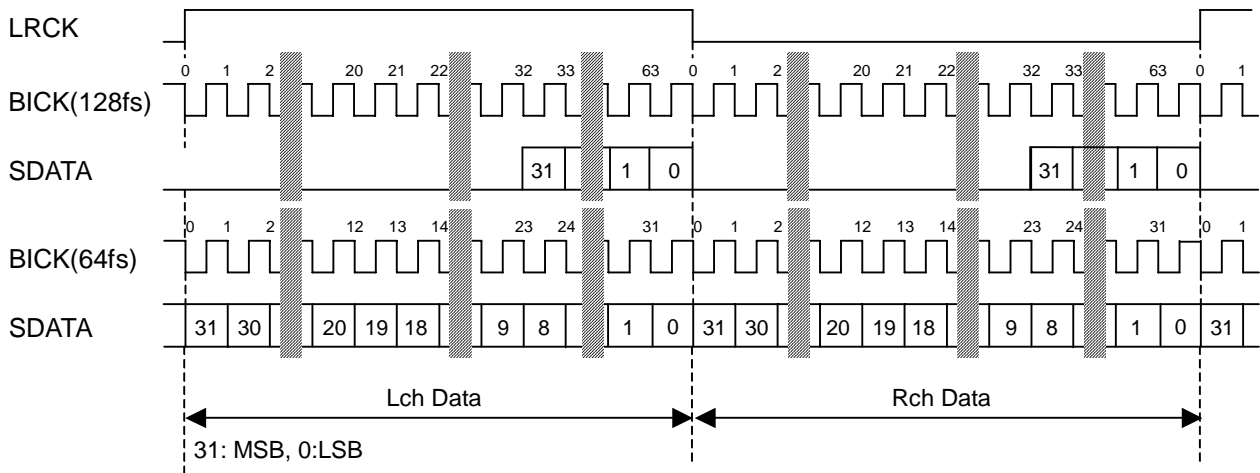 LRCK
0 1 2 20 21 22 32 33 63 0 1 2 20 21 22 32 33 63 0 1
BICK(128fs)
SDATA 31 1 0 31 1 0
0 1 2 12 13 14 23 24 31 0 1 2 12 13 14 23 24 31 0 1
BICK(64fs)
SDATA 31 30 20 19 18 9 8 1 0 31 30 20 19 18 9 8 1 0 31
Lch Data Rch Data
31: MSB, 0:LSB